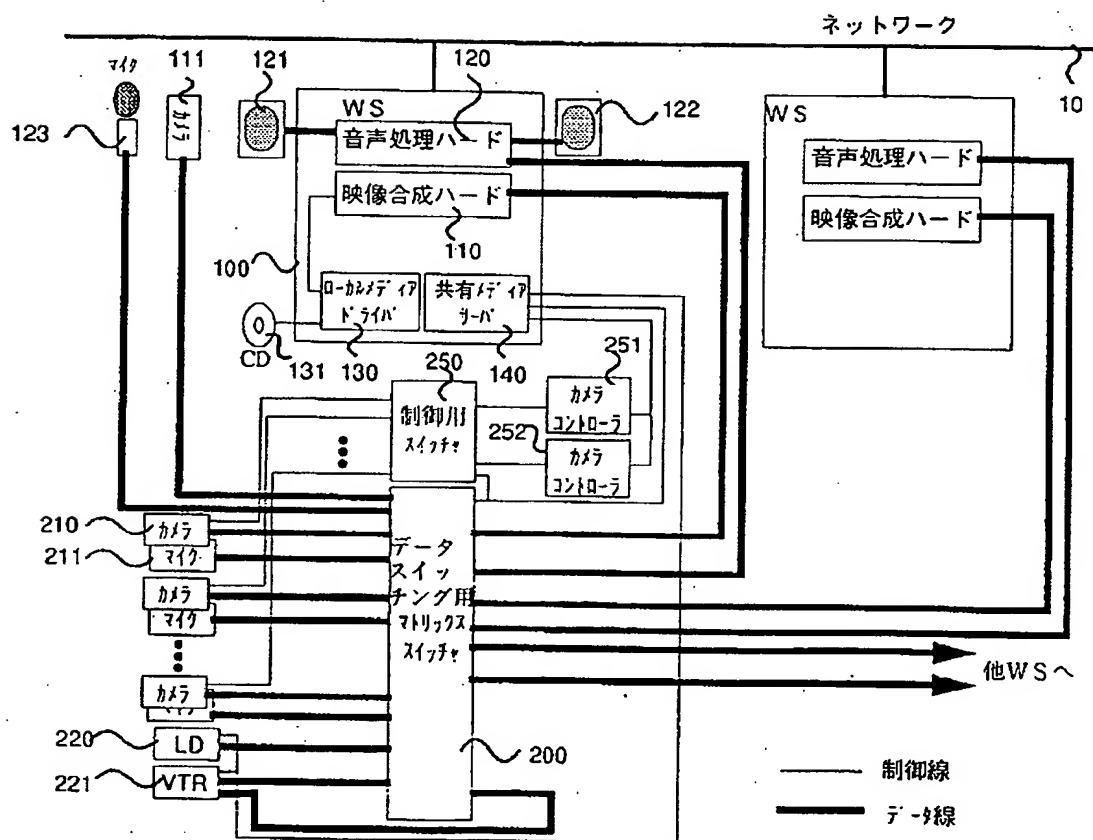 ネットワーク
10
マイク
123
111
カメラ
121
WS
120
122
音声処理ハード
映像合成ハード
110
100
ローカルメディア
ドライバ
130
共有メディア
サーバ
140
CD
131
WS
音声処理ハード
映像合成ハード
250
制御用
スイッチャ
251
カメラ
コントローラ
252
カメラ
コントローラ
210
カメラ
211
マイク
カメラ
マイク
カメラ
220
LD
221
VTR
データ
スイッ
チング用
マトリックス
スイッチャ
200
他WSへ
制御線
データ線